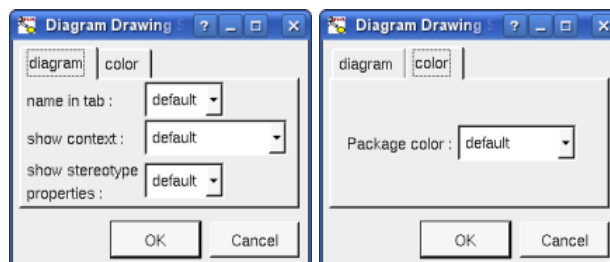 Diagram Drawing
diagram color
name in tab : default
show context : default
show stereotype
properties : default
OK Cancel
Diagram Drawing
diagram color
Package color : default
OK Cancel